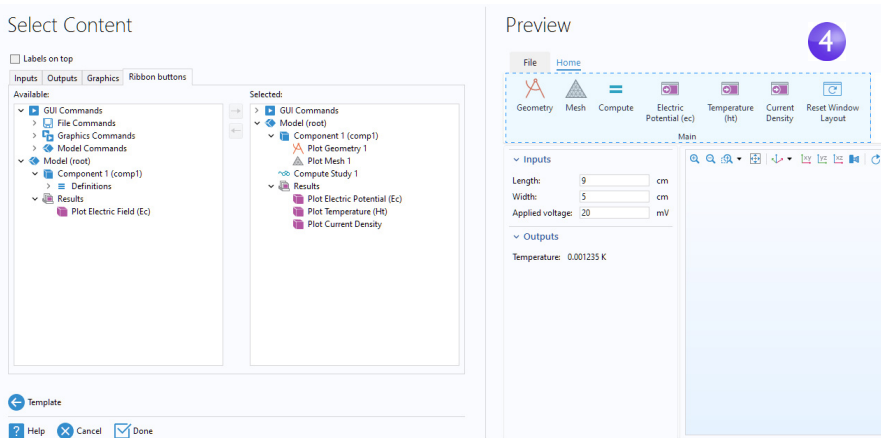 Select Content
Labels on top
Inputs Outputs Graphics Ribbon buttons
Available:
GUI Commands
File Commands
Graphics Commands
Model Commands
Model (root)
Component 1 (comp1)
Definitions
Results
Plot Electric Field (Ec)
Selected:
GUI Commands
Model (root)
Component 1 (comp1)
Plot Geometry 1
Plot Mesh 1
Compute Study 1
Results
Plot Electric Potential (Ec)
Plot Temperature (Ht)
Plot Current Density
Template
Help Cancel Done
Preview
4
File Home
Geometry Mesh Compute Electric Potential (ec) Temperature (ht) Current Density Reset Window Layout
Main
Inputs
Length: 9 cm
Width: 5 cm
Applied voltage: 20 mV
Outputs
Temperature: 0.001235 K
xy yz xz